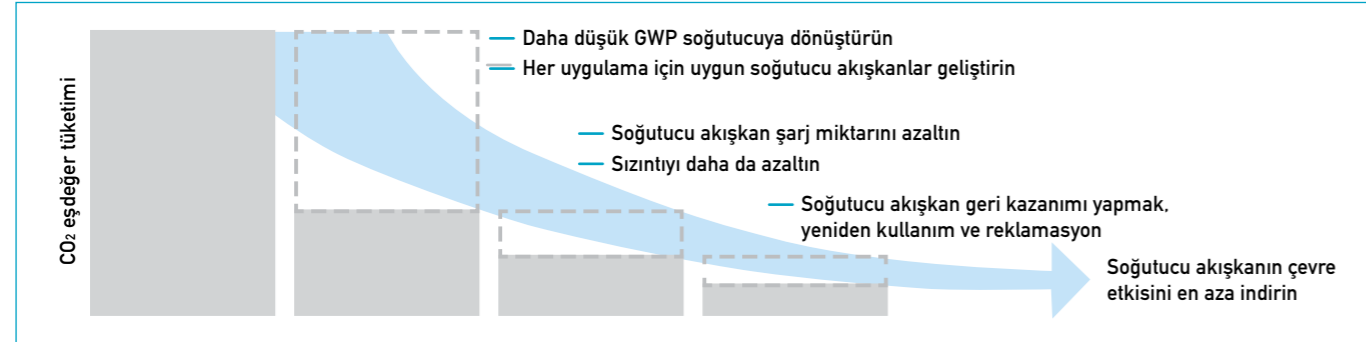 CO₂ eşdeğer tüketimi
— Daha düşük GWP soğutucuya dönüştürün
— Her uygulama için uygun soğutucu akışkanlar geliştirin
— Soğutucu akışkan şarj miktarını azaltın
— Sızıntıyı daha da azaltın
— Soğutucu akışkan geri kazanımı yapmak,
yeniden kullanım ve reklamasyon
Soğutucu akışkanın çevre
etkisini en aza indirin